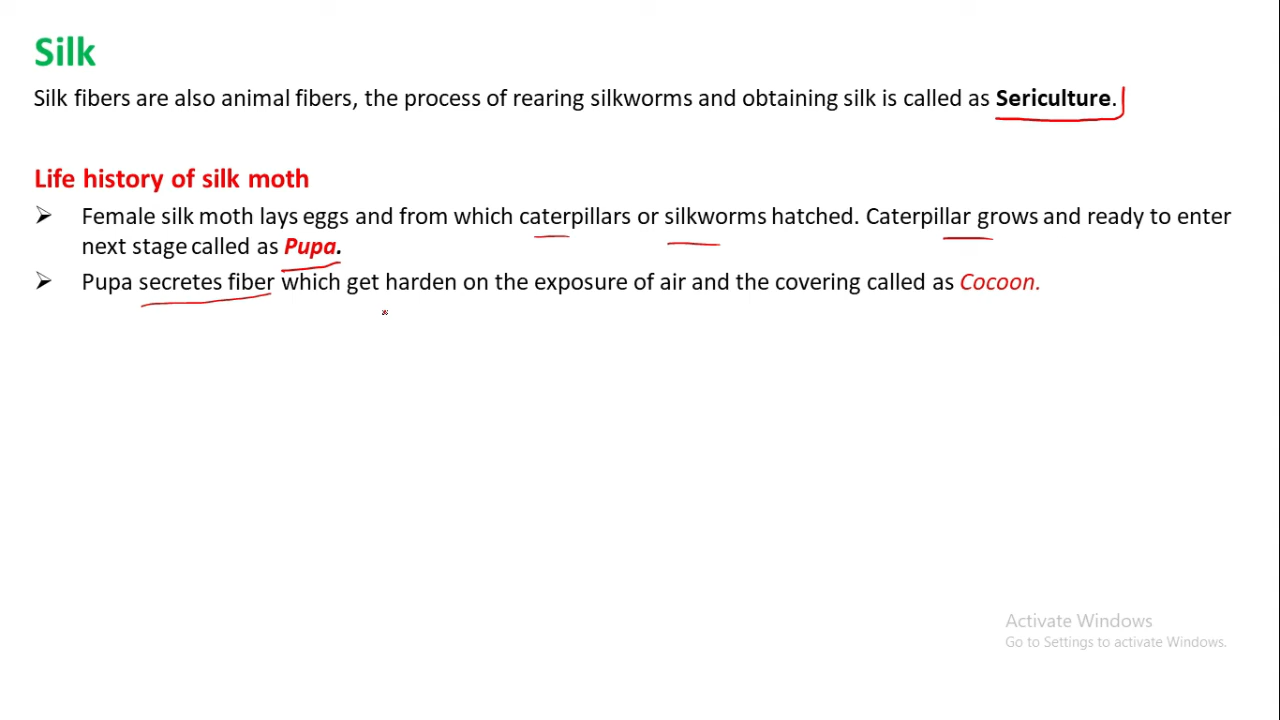 Silk
Silk fibers are also animal fibers, the process of rearing silkworms and obtaining silk is called as Sericulture.
Life history of silk moth
➢ Female silk moth lays eggs and from which caterpillars or silkworms hatched. Caterpillar grows and ready to enter
next stage called as Pupa.
➢ Pupa secretes fiber which get harden on the exposure of air and the covering called as Cocoon.
Activate Windows
Go to Settings to activate Windows.